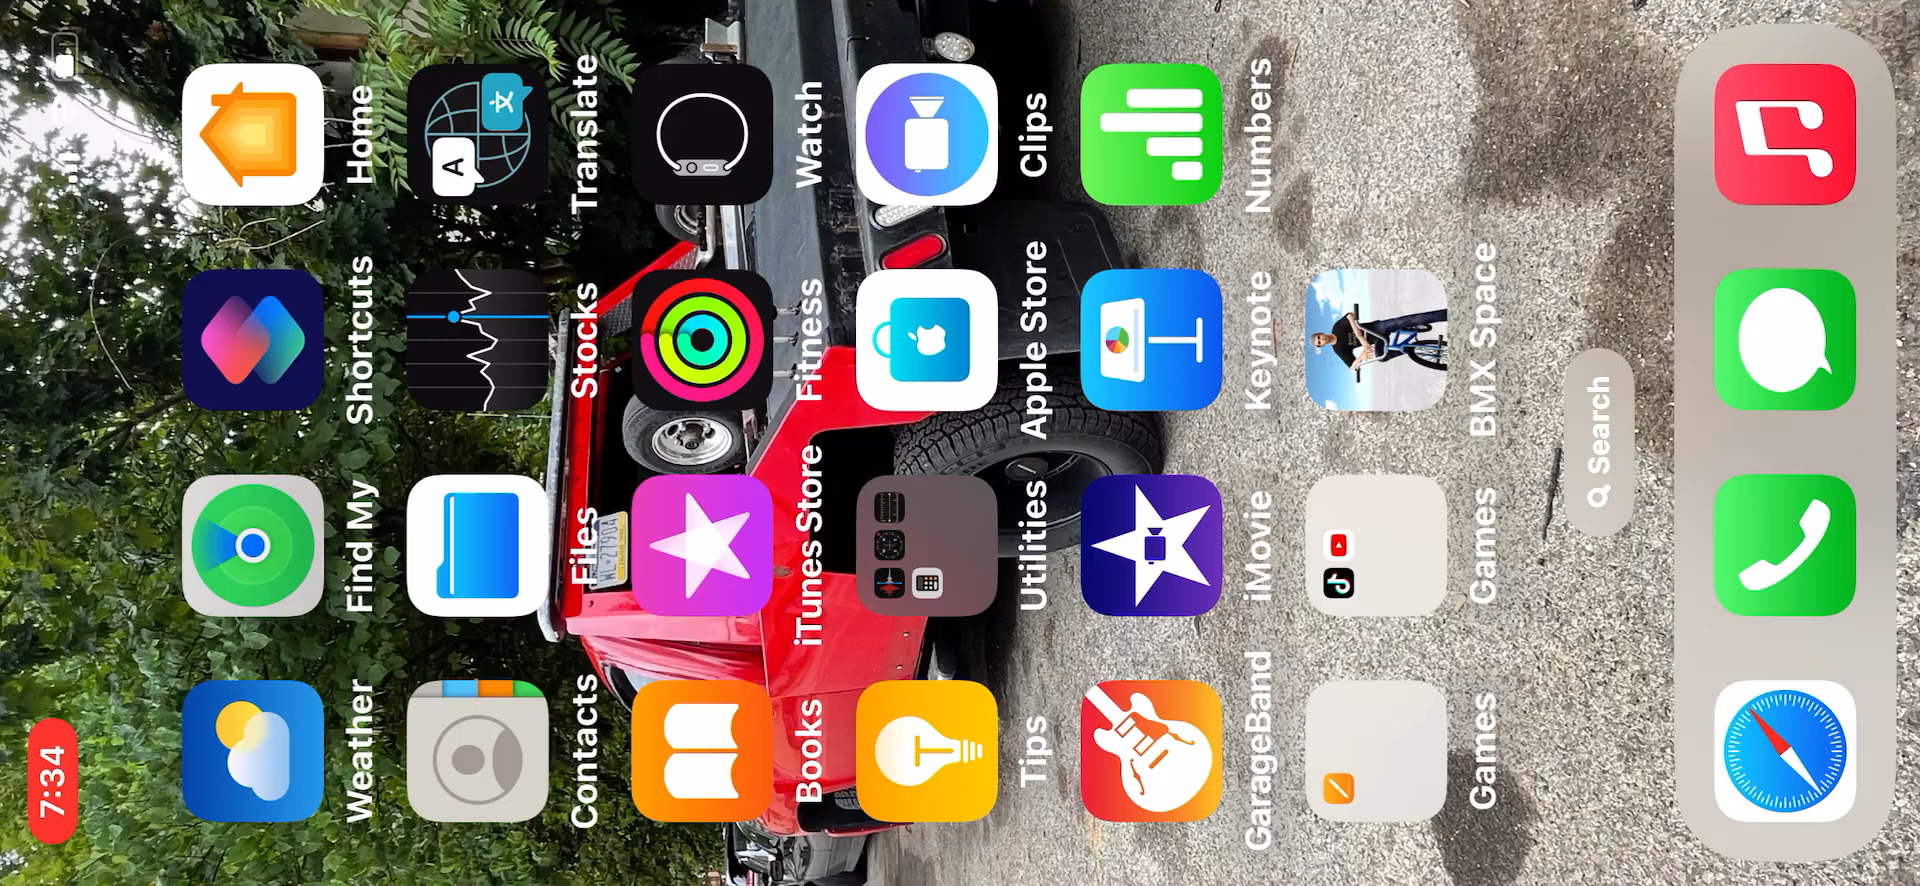 7:34
Weather
Find My
Shortcuts
Home
Contacts
Files
Stocks
Translate
A
文
Books
iTunes Store
Fitness
Watch
Tips
Utilities
Apple Store
Clips
GarageBand
iMovie
Keynote
Numbers
Games
Games
BMX Space
Search